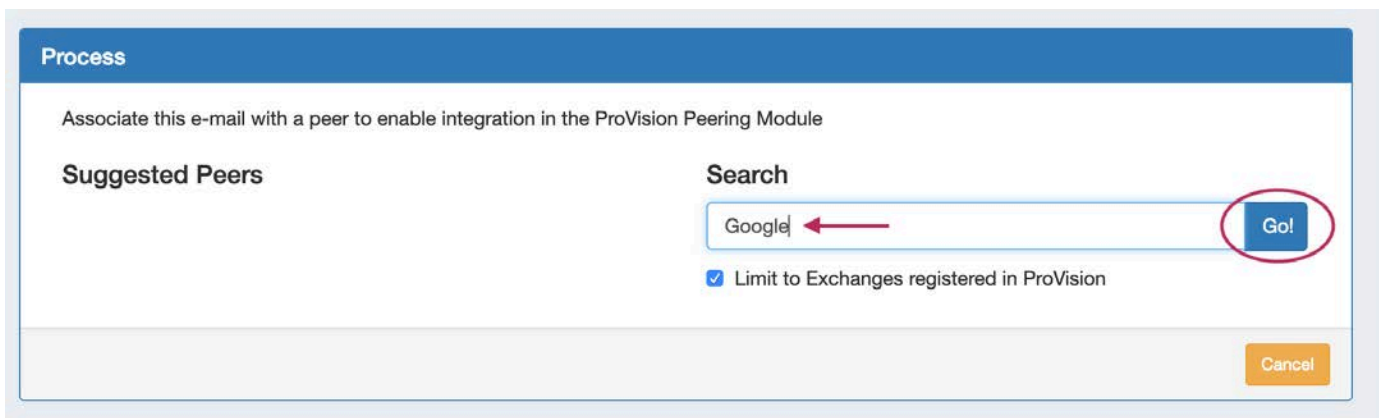 Process
Associate this e-mail with a peer to enable integration in the ProVision Peering Module
Suggested Peers
Search
Google
Go!
Limit to Exchanges registered in ProVision
Cancel